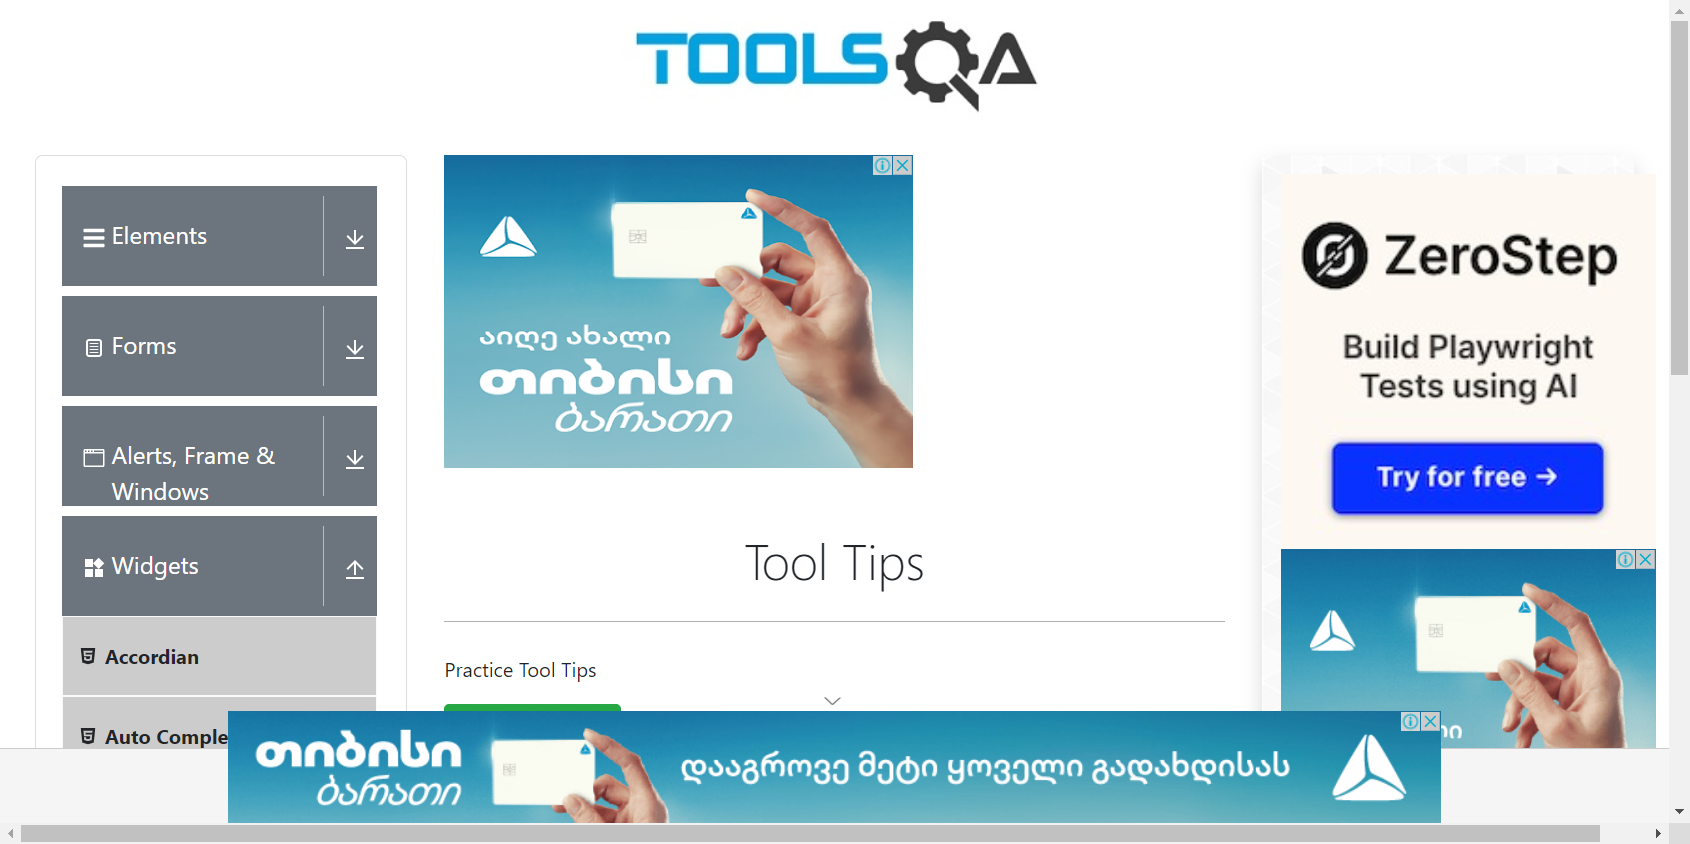 TOOLSQA
Elements
Forms
Alerts, Frame &
Windows
Widgets
Accordian
Auto Comple
აიღე ახალი
თიბისი
ბარათი
Tool Tips
Practice Tool Tips
ZeroStep
Build Playwright
Tests using AI
Try for free →
თიბისი
ბარათი
დააგროვე მეტი ყოველი გადახდისას